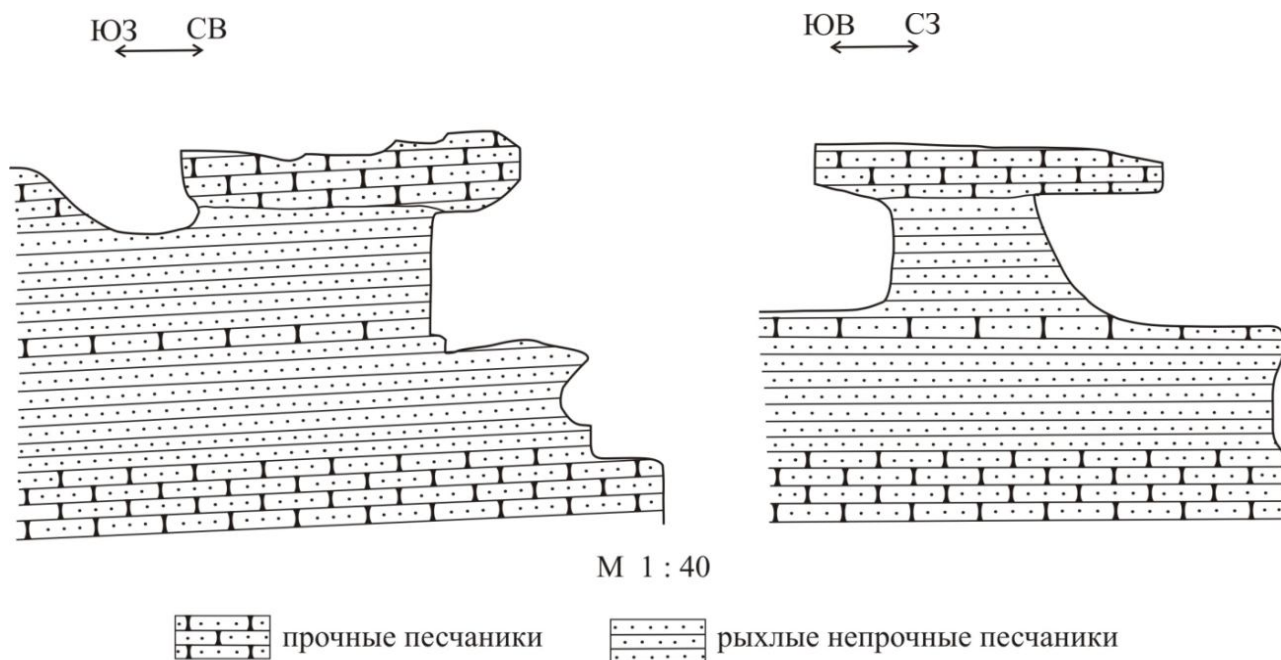 ЮЗ СВ
ЮВ СЗ
М 1 : 40
прочные песчаники
рыхлые непрочные песчаники